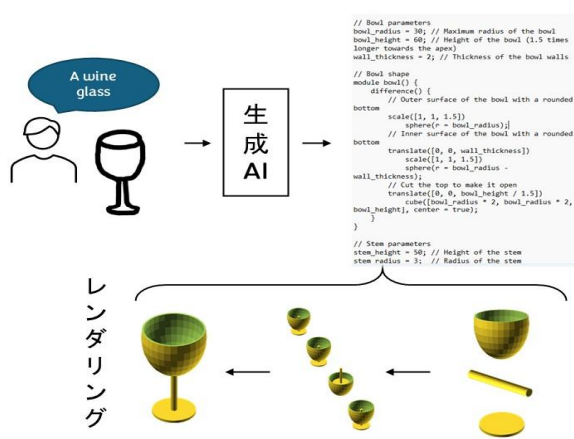 A wine
glass
生
成
AI
// Bowl parameters
bowl_radius = 30; // Maximum radius of the bowl
bowl_height = 60; // Height of the bowl (1.5 times
longer towards the apex)
wall_thickness = 2; // Thickness of the bowl walls
// Bowl shape
module bowl() {
difference() {
// Outer surface of the bowl with a rounded
bottom
scale([1, 1, 1.5])
sphere(r = bowl_radius);
// Inner surface of the bowl with a rounded
bottom
translate([0, 0, wall_thickness])
scale([1, 1, 1.5])
sphere(r = bowl_radius -
wall_thickness);
// Cut the top to make it open
translate([0, 0, bowl_height / 1.5])
cube([bowl_radius * 2, bowl_radius * 2,
bowl_height], center = true);
}
}
// Stem parameters
stem_height = 50; // Height of the stem
stem_radius = 3; // Radius of the stem
レ
ン
ダ
リ
ン
グ